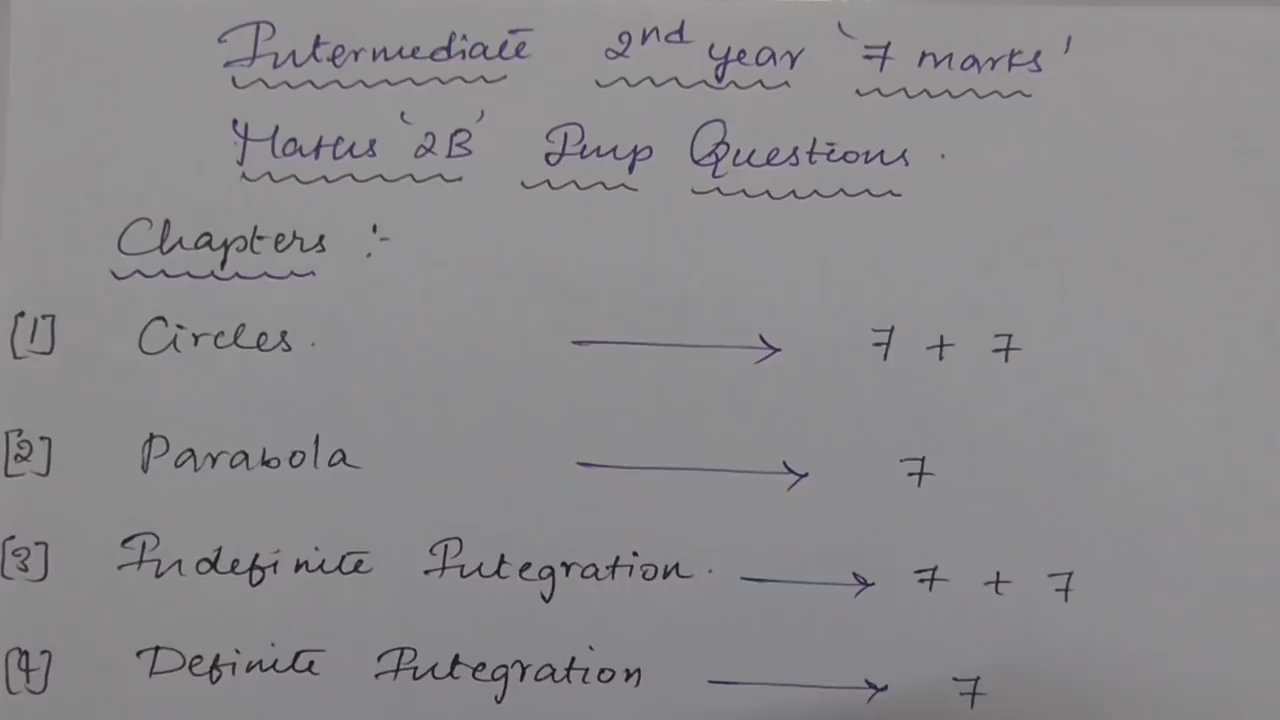 Intermediate 2nd year '7 marks'
Maths '2B' Imp Questions.
Chapters :-
[1] Circles. → 7 + 7
[2] Parabola → 7
[3] Indefinite Integration. → 7 + 7
[4] Definite Integration → 7